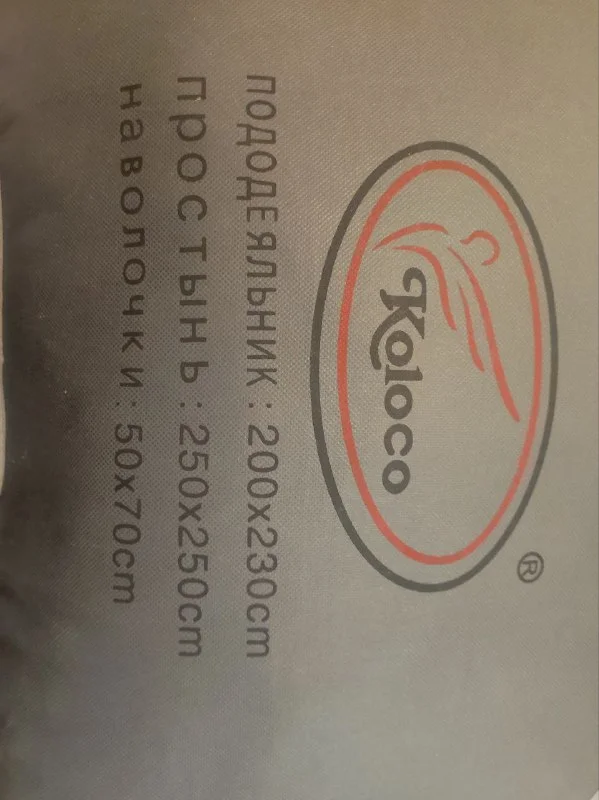 Koloco
®
пододеяльник: 200x230cm
простынь: 250x250cm
наволочки: 50x70cm